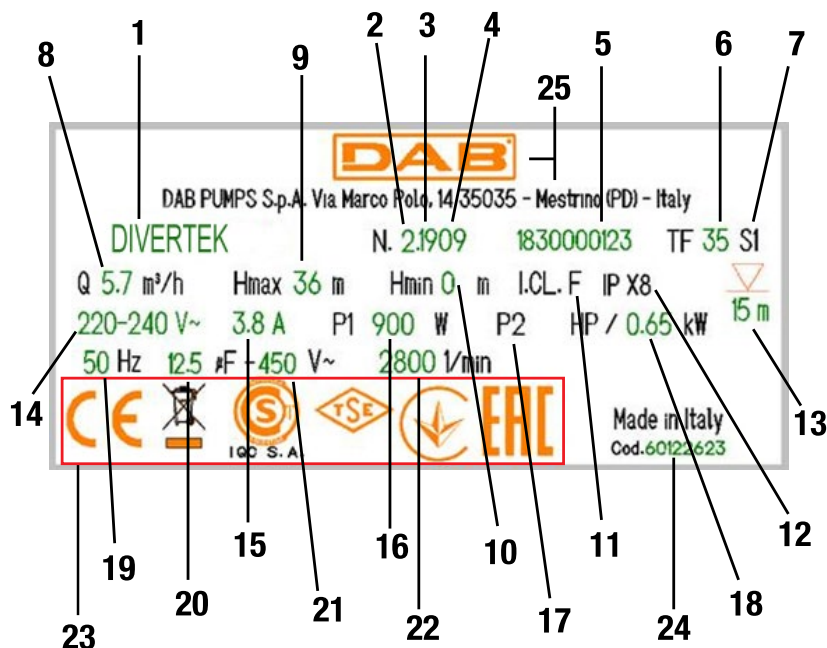 1
2 3 4
5
6 7
8
9
25
DAB
DAB PUMPS S.p.A. Via Marco Polo, 14 35035 - Mestrino (PD) - Italy
DIVERTEK N. 2.1909 1830000123 TF 35 S1
Q 5.7 m³/h Hmax 36 m Hmin 0 m I.CL. F IP X8
15 m
220-240 V~ 3.8 A P1 900 W P2 HP / 0.65 kW
50 Hz 12.5 µF - 450 V~ 2800 1/min
CE S TSE EAC
IQC S.A.
Made in Italy
Cod.60122623
14
13
19
20
15
21
16
22
10
17
11
12
18
23
24